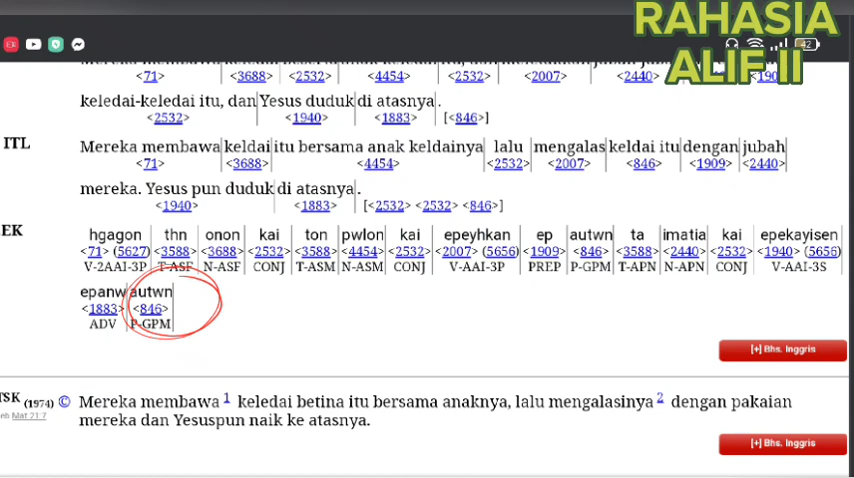 RAHASIA
ALIF II
42
<71> <3688> <2532> <4454> <2532> <2007> <2440>
keledai-keledai itu, dan Yesus duduk di atasnya.
<2532> <1940> <1883> [<846>]
ITL Mereka membawa keldai itu bersama anak keldainya lalu mengalas keldai itu dengan jubah
<71> <3688> <4454> <2532> <2007> <846> <1909> <2440>
mereka. Yesus pun duduk di atasnya.
<1940> <1883> [<2532> <2532> <846>]
EK hgagon thn onon kai ton pwlon kai epeyhkan ep autwn ta imatia kai epekayisen
<71> (5627) <3588> <3688> <2532> <3588> <4454> <2532> <2007> (5656) <1909> <846> <3588> <2440> <2532> <1940> (5656)
V-2AAI-3P T-ASF N-ASF CONJ T-ASM N-ASM CONJ V-AAI-3P PREP P-GPM T-APN N-APN CONJ V-AAI-3S
epanw autwn
<1883> <846>
ADV P-GPM
[+] Bhs. Inggris
TSK (1974) © Mereka membawa 1 keledai betina itu bersama anaknya, lalu mengalasinya 2 dengan pakaian
eh Mat 21:7
mereka dan Yesuspun naik ke atasnya.
[+] Bhs. Inggris